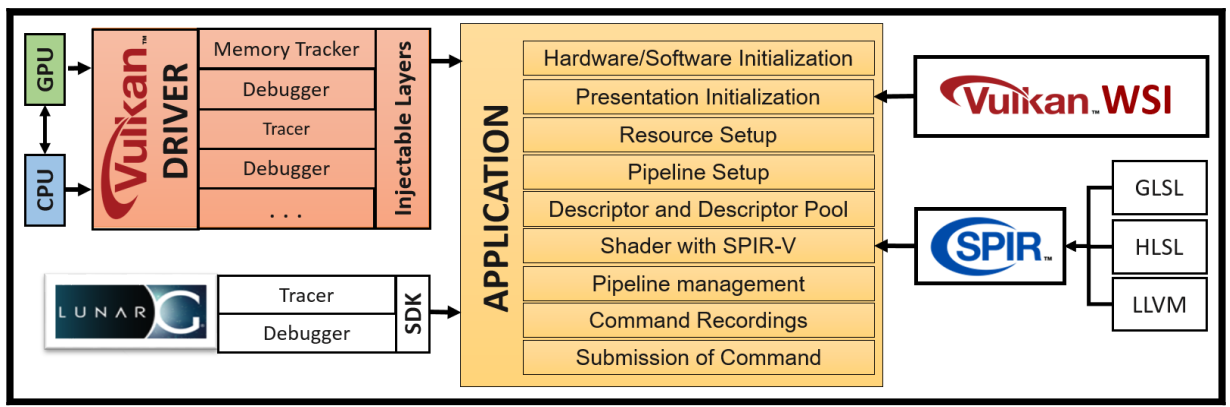 GPU
CPU
Vulkan™
DRIVER
Memory Tracker
Debugger
Tracer
Debugger
. . .
Injectable Layers
LUNARG
Tracer
Debugger
SDK
APPLICATION
Hardware/Software Initialization
Presentation Initialization
Resource Setup
Pipeline Setup
Descriptor and Descriptor Pool
Shader with SPIR-V
Pipeline management
Command Recordings
Submission of Command
Vulkan™ WSI
SPIR™
GLSL
HLSL
LLVM